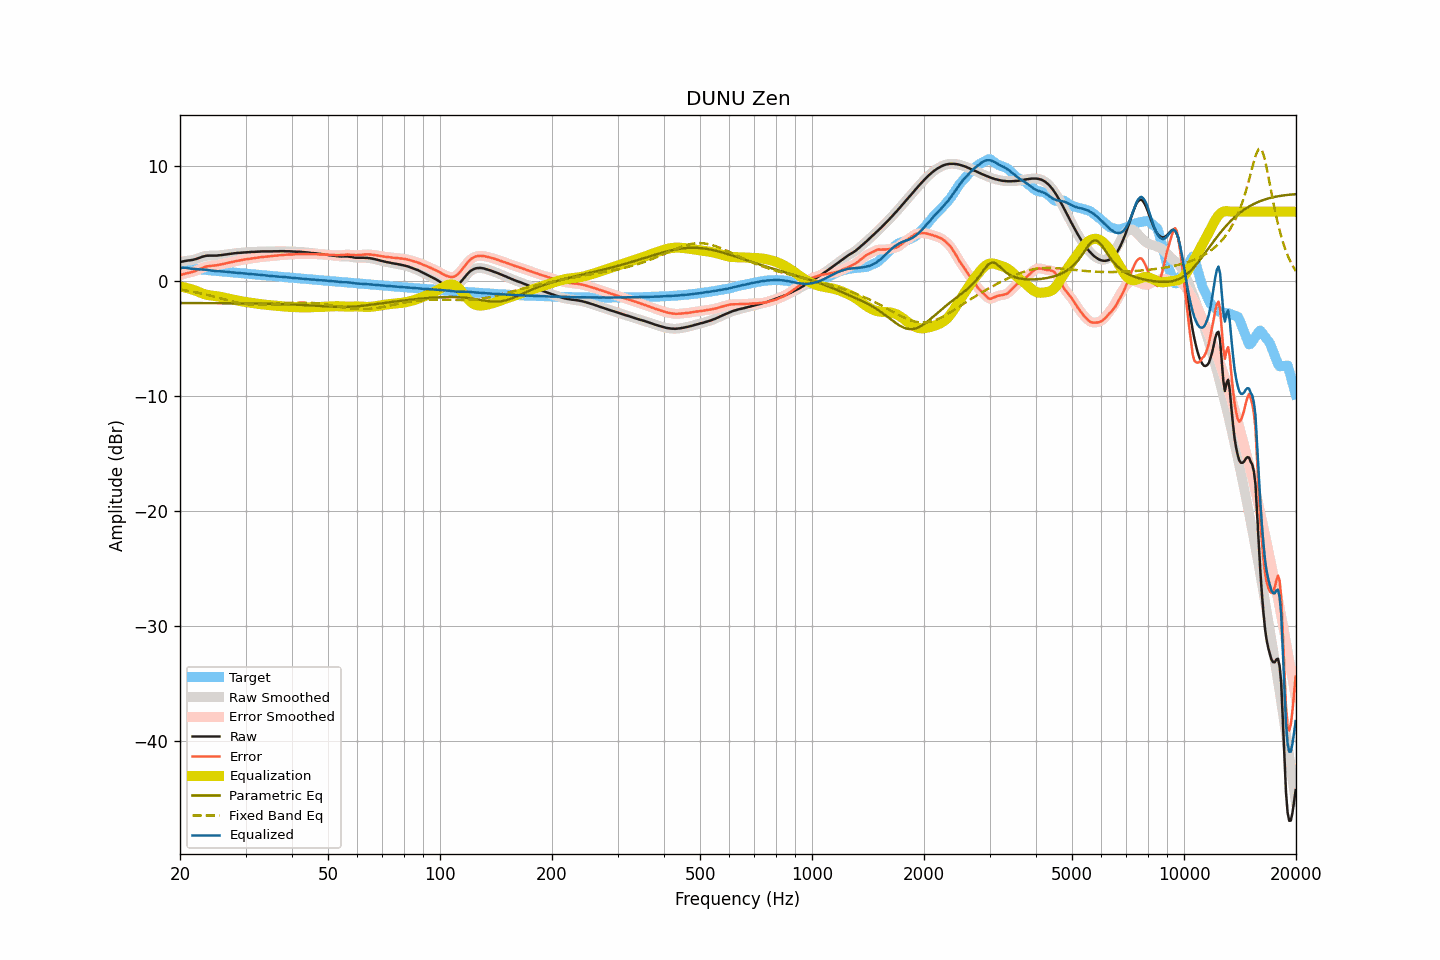 DUNU Zen
Amplitude (dBr)
10
0
−10
−20
−30
−40
Target
Raw Smoothed
Error Smoothed
Raw
Error
Equalization
Parametric Eq
Fixed Band Eq
Equalized
20 50 100 200 500 1000 2000 5000 10000 20000
Frequency (Hz)